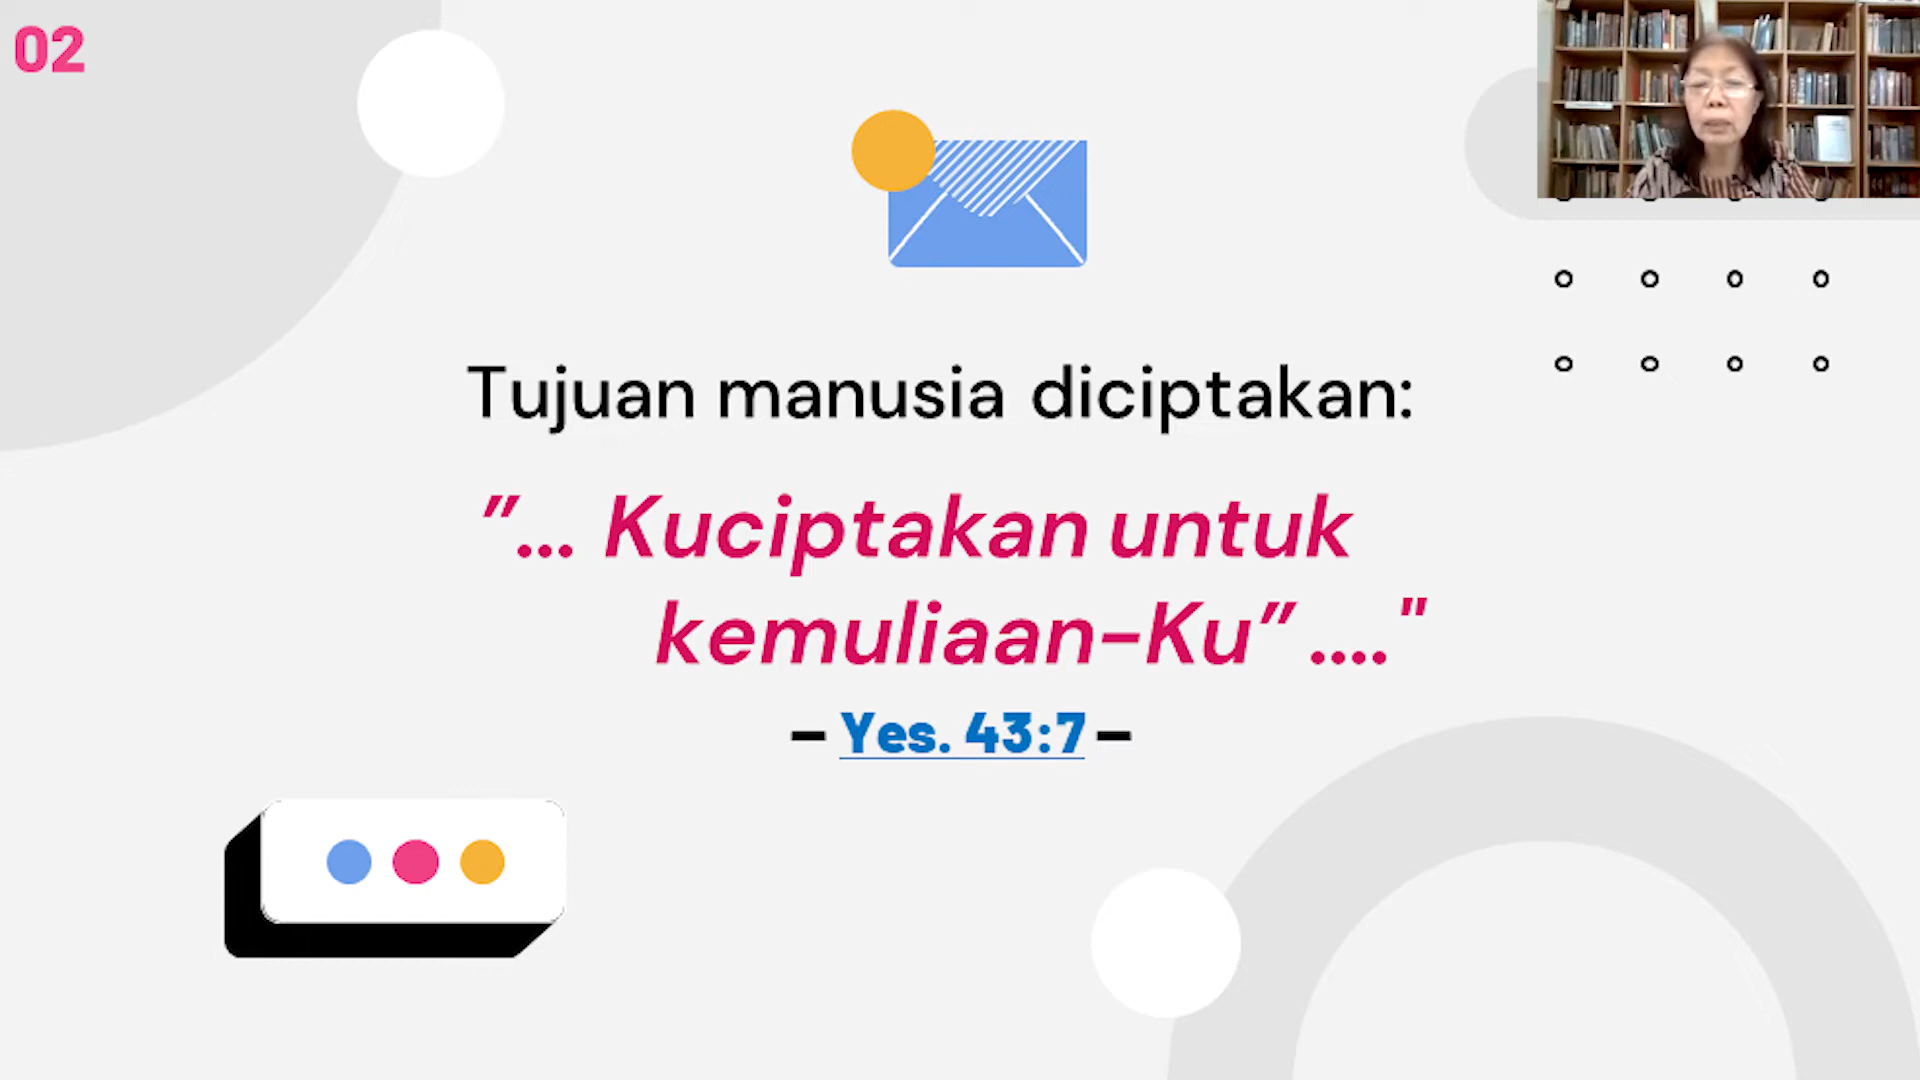 02
Tujuan manusia diciptakan:
"... Kuciptakan untuk
kemuliaan-Ku" ...."
– Yes. 43:7 –